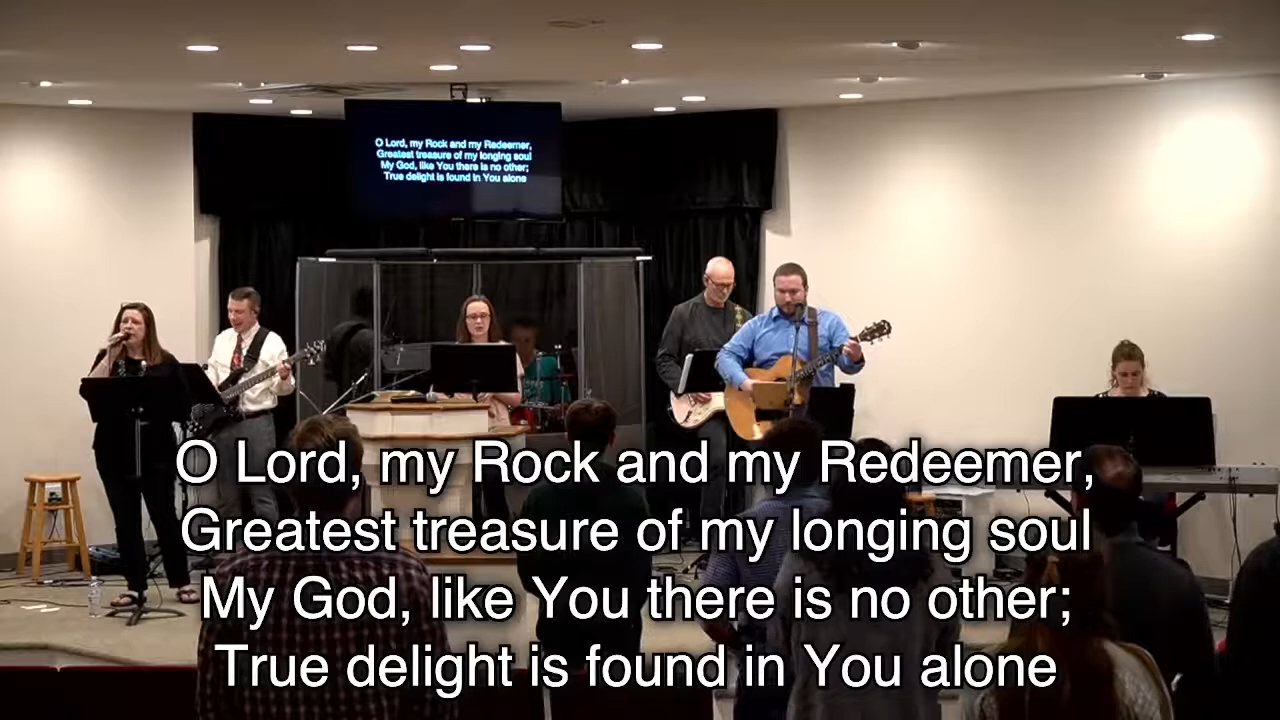 O Lord, my Rock and my Redeemer,
Greatest treasure of my longing soul
My God, like You there is no other;
True delight is found in You alone
O Lord, my Rock and my Redeemer,
Greatest treasure of my longing soul
My God, like You there is no other;
True delight is found in You alone